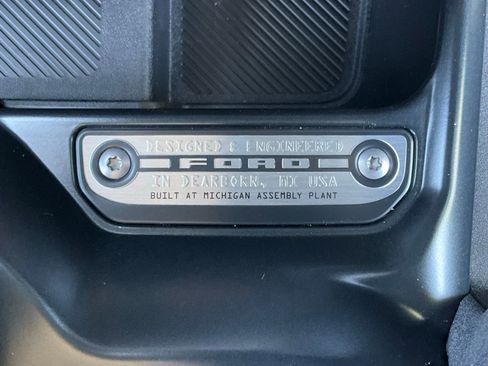 DESIGNED & ENGINEERED
FORD
IN DEARBORN, MI USA
BUILT AT MICHIGAN ASSEMBLY PLANT